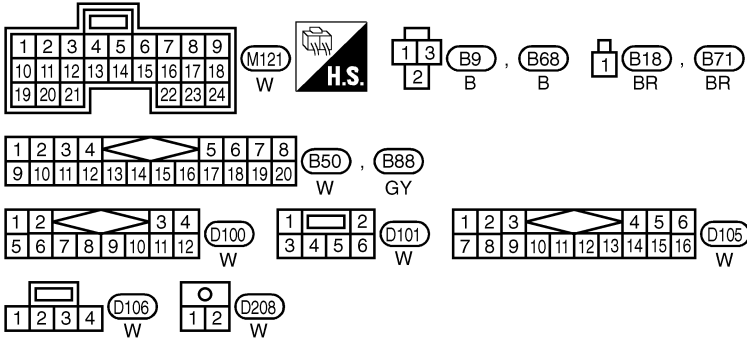 1 2 3 4 5 6 7 8 9
10 11 12 13 14 15 16 17 18
19 20 21 22 23 24
M121
W
H.S.
1 3
2
B9 , B68
B B
1
B18 , B71
BR BR
1 2 3 4 5 6 7 8
9 10 11 12 13 14 15 16 17 18 19 20
B50 , B88
W GY
1 2 3 4
5 6 7 8 9 10 11 12
D100
W
1 2
3 4 5 6
D101
W
1 2 3 4 5 6
7 8 9 10 11 12 13 14 15 16
D105
W
1 2 3 4
D106
W
1 2
D208
W